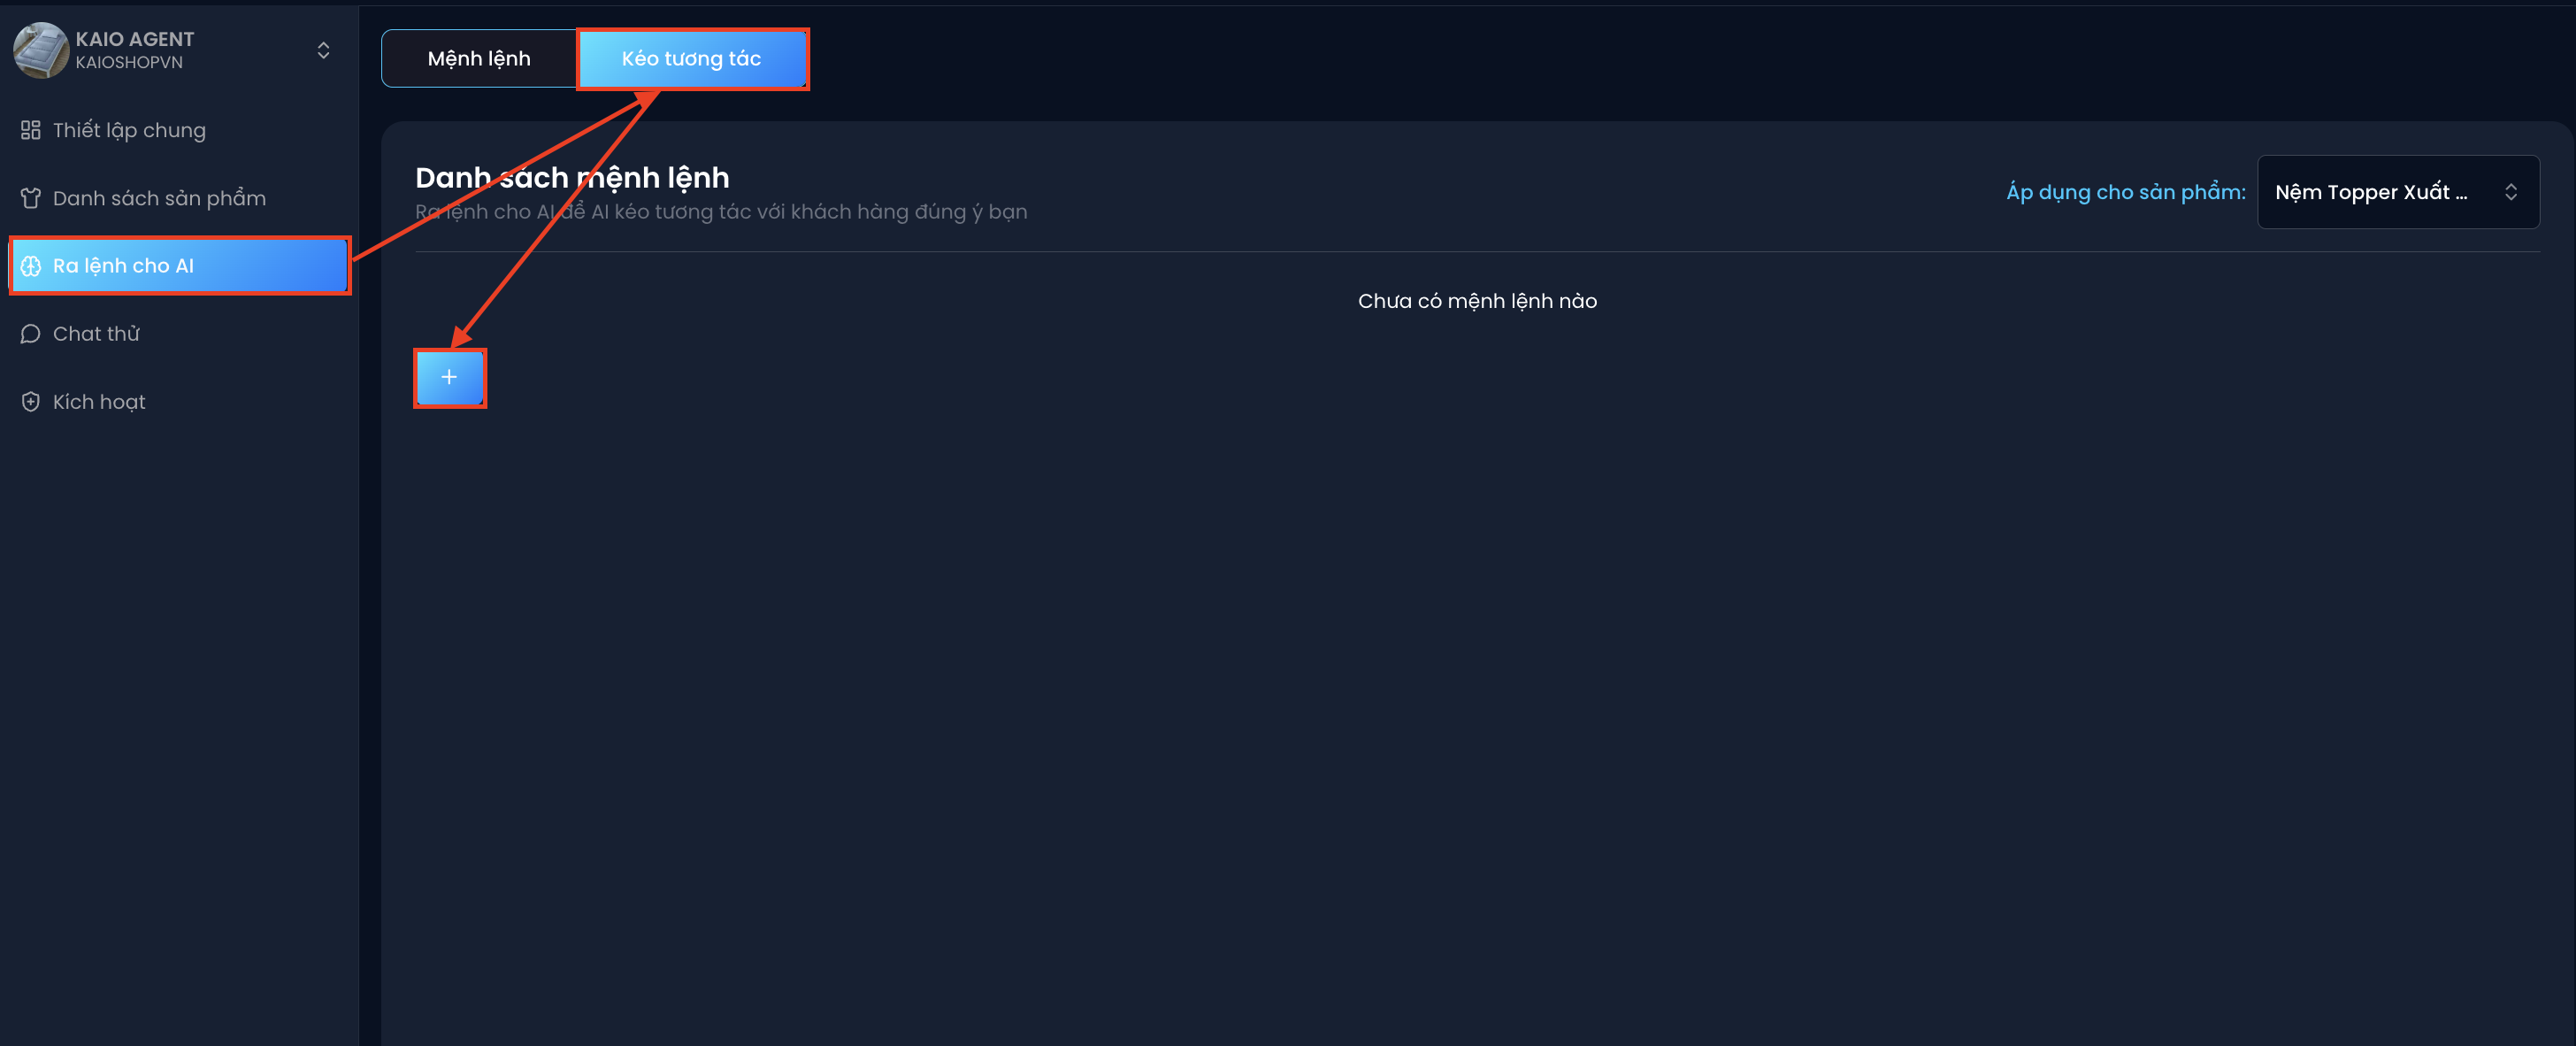 KAIO AGENT
KAIOSHOPVN
Thiết lập chung
Danh sách sản phẩm
Ra lệnh cho AI
Chat thử
Kích hoạt
Mệnh lệnh
Kéo tương tác
Danh sách mệnh lệnh
Ra lệnh cho AI để AI kéo tương tác với khách hàng đúng ý bạn
Áp dụng cho sản phẩm:
Nệm Topper Xuất ...
Chưa có mệnh lệnh nào
+